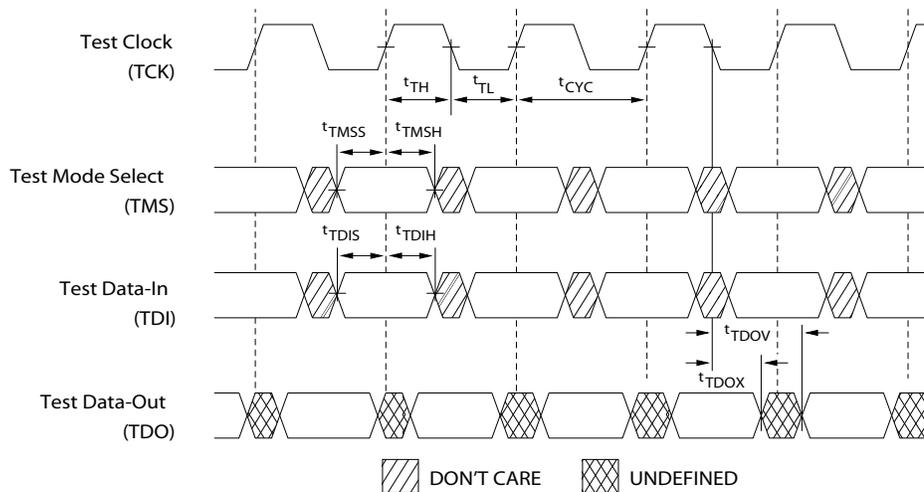 Test Clock
(TCK)
tTH
tTL
tCYC
tTMSS
tTMSH
Test Mode Select
(TMS)
tTDIS
tTDIH
Test Data-In
(TDI)
tTDOV
tTDOX
Test Data-Out
(TDO)
DON'T CARE
UNDEFINED